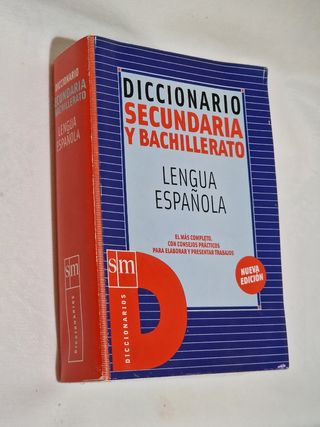 DICCIONARIO
SECUNDARIA
Y BACHILLERATO
LENGUA
ESPAÑOLA
sm
DICCIONARIO
SECUNDARIA
Y BACHILLERATO
LENGUA
ESPAÑOLA
EL MÁS COMPLETO.
CON CONSEJOS PRÁCTICOS
PARA ELABORAR Y PRESENTAR TRABAJOS
NUEVA
EDICIÓN
sm
DICCIONARIOS
D